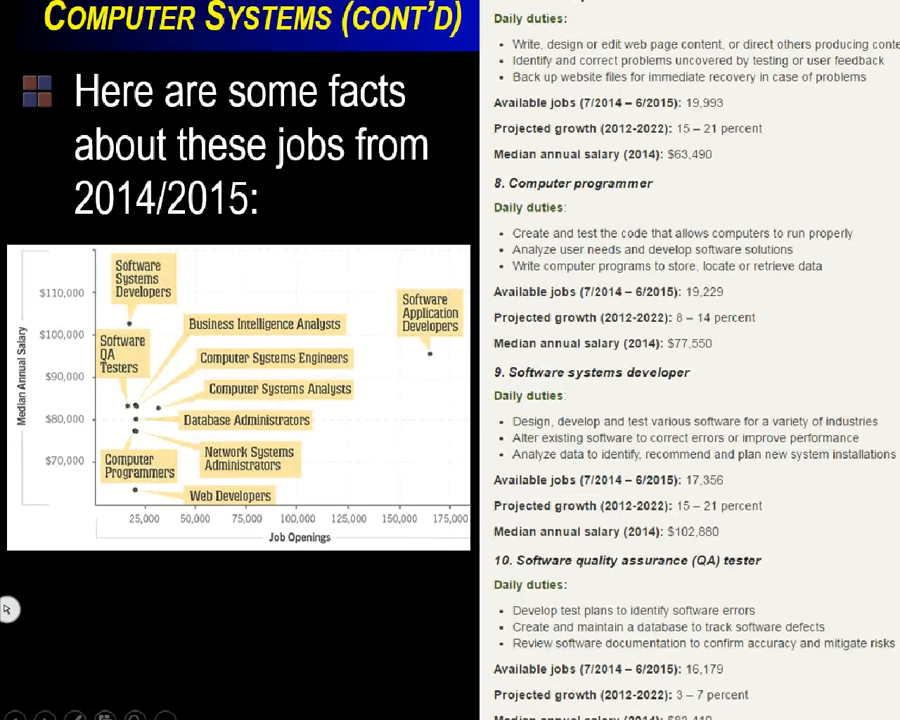 COMPUTER SYSTEMS (CONT'D)
Here are some facts
about these jobs from
2014/2015:
Software
Systems
Developers
Software
Application
Developers
Software
QA
Testers
Business Intelligence Analysts
Computer Systems Engineers
Computer Systems Analysts
Database Administrators
Network Systems
Administrators
Computer
Programmers
Web Developers
Median Annual Salary
$110,000
$100,000
$90,000
$80,000
$70,000
25,000 50,000 75,000 100,000 125,000 150,000 175,000
Job Openings
Daily duties:
• Write, design or edit web page content, or direct others producing
• Identify and correct problems uncovered by testing or user feedback
• Back up website files for immediate recovery in case of problems
Available jobs (7/2014 – 6/2015): 19,993
Projected growth (2012-2022): 15 – 21 percent
Median annual salary (2014): $63,490
8. Computer programmer
Daily duties:
• Create and test the code that allows computers to run properly
• Analyze user needs and develop software solutions
• Write computer programs to store, locate or retrieve data
Available jobs (7/2014 – 6/2015): 19,229
Projected growth (2012-2022): 8 – 14 percent
Median annual salary (2014): $77,550
9. Software systems developer
Daily duties:
• Design, develop and test various software for a variety of industries
• Alter existing software to correct errors or improve performance
• Analyze data to identify, recommend and plan new system installations
Available jobs (7/2014 – 6/2015): 17,356
Projected growth (2012-2022): 15 – 21 percent
Median annual salary (2014): $102,880
10. Software quality assurance (QA) tester
Daily duties:
• Develop test plans to identify software errors
• Create and maintain a database to track software defects
• Review software documentation to confirm accuracy and mitigate risks
Available jobs (7/2014 – 6/2015): 16,179
Projected growth (2012-2022): 3 – 7 percent